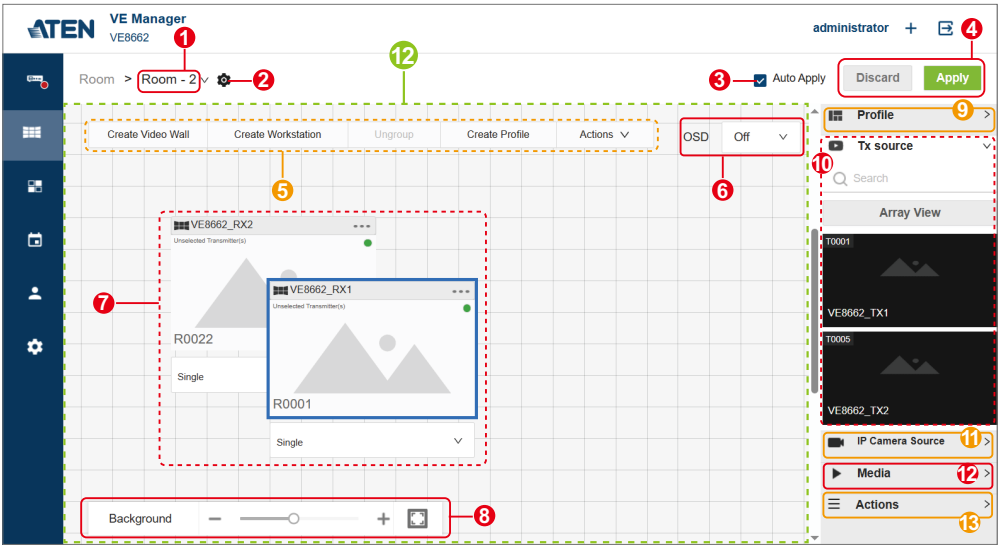 ATEN
VE Manager
VE8662
administrator
1
4
12
Room > Room - 2
2
3
Auto Apply
Discard
Apply
Create Video Wall
Create Workstation
Ungroup
Create Profile
Actions
OSD
Off
Profile
9
Tx source
10
5
6
Search
Array View
VE8662_RX2
Unselected Transmitter(s)
T0001
VE8662_RX1
Unselected Transmitter(s)
7
VE8662_TX1
R0022
T0005
Single
R0001
VE8662_TX2
Single
IP Camera Source
11
Media
12
Background
8
Actions
13